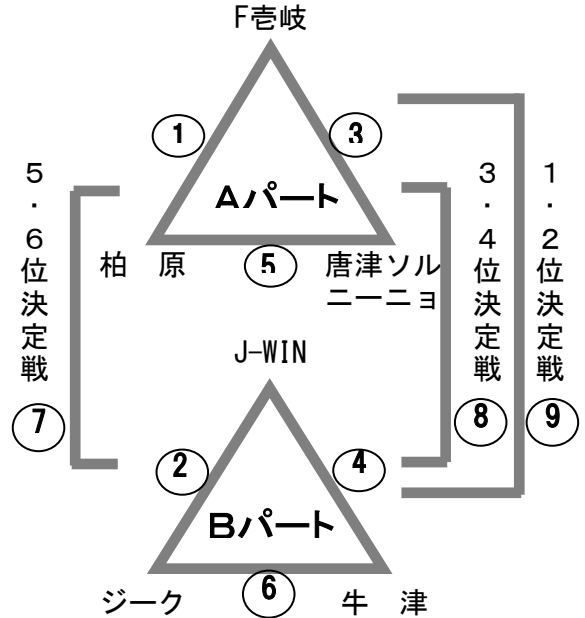 F壱岐
①
③
Aパート
柏　原
⑤
唐津ソル
ニーニョ
5・6位決定戦
⑦
3・4位決定戦
⑧
1・2位決定戦
⑨
J-WIN
②
④
Bパート
ジーク
⑥
牛　津